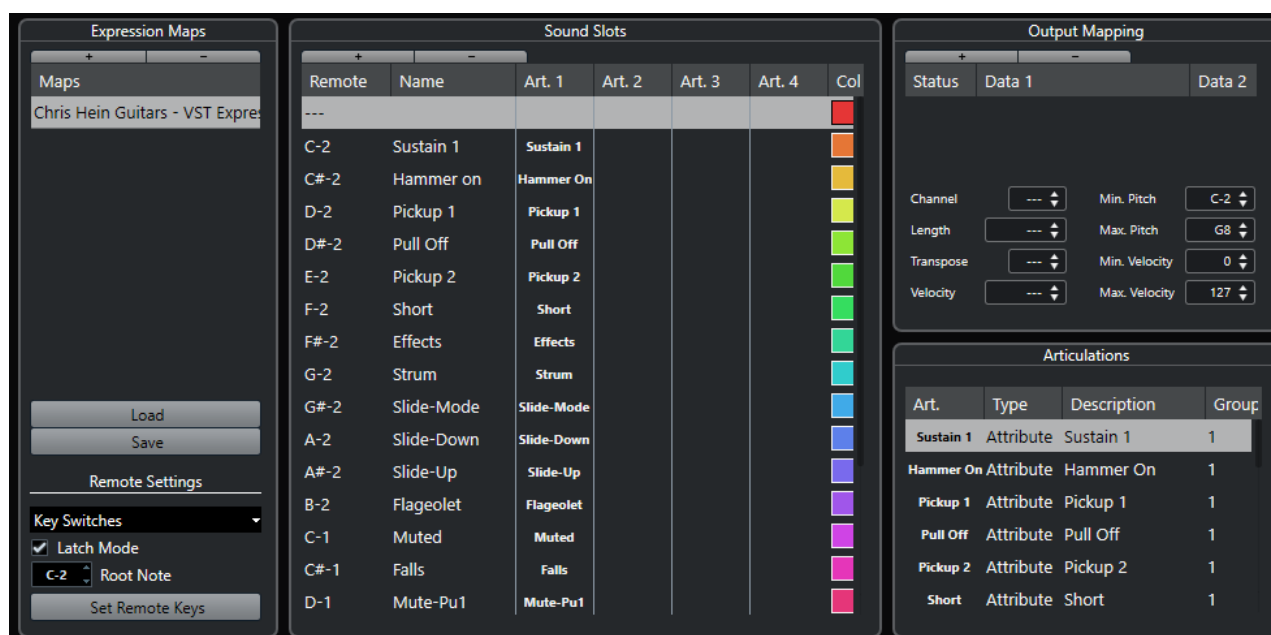 Expression Maps
+ -
Maps
Chris Hein Guitars - VST Expres
Load
Save
Remote Settings
Key Switches
Latch Mode
C-2 Root Note
Set Remote Keys
Sound Slots
+ -
Remote Name Art. 1 Art. 2 Art. 3 Art. 4 Col
---
C-2 Sustain 1 Sustain 1
C#-2 Hammer on Hammer On
D-2 Pickup 1 Pickup 1
D#-2 Pull Off Pull Off
E-2 Pickup 2 Pickup 2
F-2 Short Short
F#-2 Effects Effects
G-2 Strum Strum
G#-2 Slide-Mode Slide-Mode
A-2 Slide-Down Slide-Down
A#-2 Slide-Up Slide-Up
B-2 Flageolet Flageolet
C-1 Muted Muted
C#-1 Falls Falls
D-1 Mute-Pu1 Mute-Pu1
Output Mapping
+ -
Status Data 1 Data 2
Channel --- Min. Pitch C-2
Length --- Max. Pitch G8
Transpose --- Min. Velocity 0
Velocity --- Max. Velocity 127
Articulations
Art. Type Description Group
Sustain 1 Attribute Sustain 1 1
Hammer On Attribute Hammer On 1
Pickup 1 Attribute Pickup 1 1
Pull Off Attribute Pull Off 1
Pickup 2 Attribute Pickup 2 1
Short Attribute Short 1